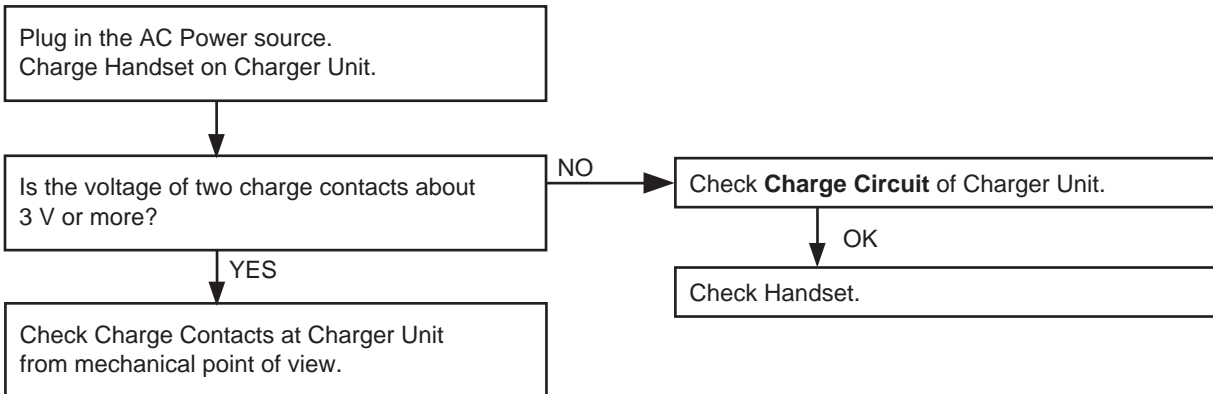 Plug in the AC Power source.
Charge Handset on Charger Unit.
Is the voltage of two charge contacts about
3 V or more?
NO
Check Charge Circuit of Charger Unit.
OK
Check Handset.
YES
Check Charge Contacts at Charger Unit
from mechanical point of view.